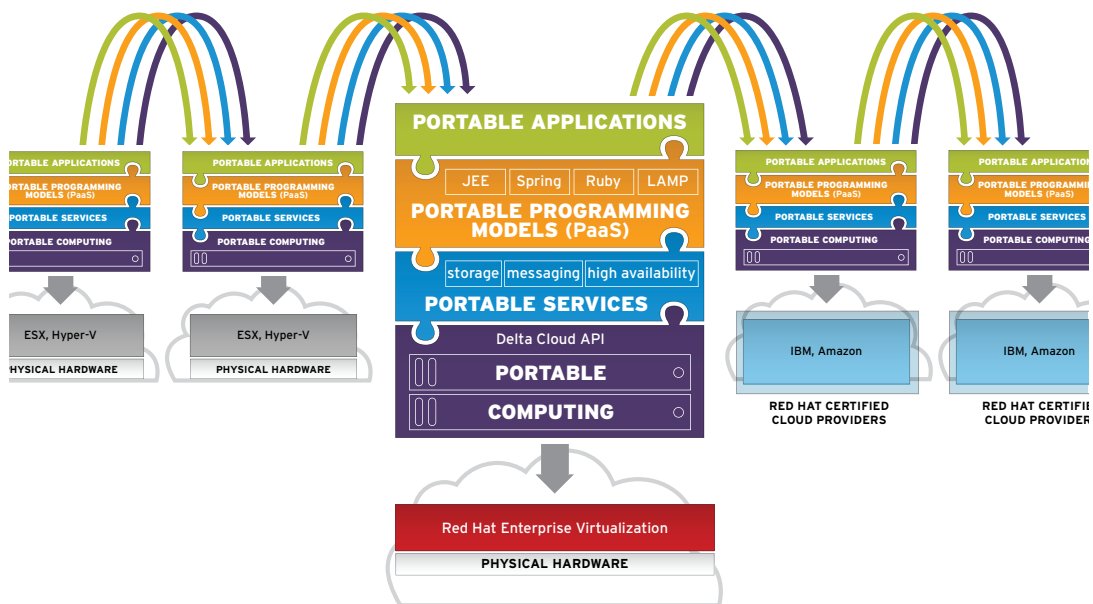 PORTABLE APPLICATIONS
JEE
Spring
Ruby
LAMP
PORTABLE PROGRAMMING
MODELS (PaaS)
storage
messaging
high availability
PORTABLE SERVICES
Delta Cloud API
PORTABLE
COMPUTING
Red Hat Enterprise Virtualization
PHYSICAL HARDWARE
APPLICATIONS
PROGRAMMING
MODELS (PaaS)
PORTABLE SERVICES
COMPUTING
ESX, Hyper-V
HARDWARE
PORTABLE APPLICATIONS
PORTABLE PROGRAMMING
MODELS (PaaS)
PORTABLE SERVICES
PORTABLE COMPUTING
ESX, Hyper-V
PHYSICAL HARDWARE
PORTABLE APPLICATIONS
PORTABLE PROGRAMMING
MODELS (PaaS)
PORTABLE SERVICES
PORTABLE COMPUTING
IBM, Amazon
RED HAT CERTIFIED
CLOUD PROVIDERS
PORTABLE
PORTABLE
MODELS (PaaS)
PORTABLE SERVICES
PORTABLE COMPUTING
IBM, Amazon
RED HAT
CLOUD